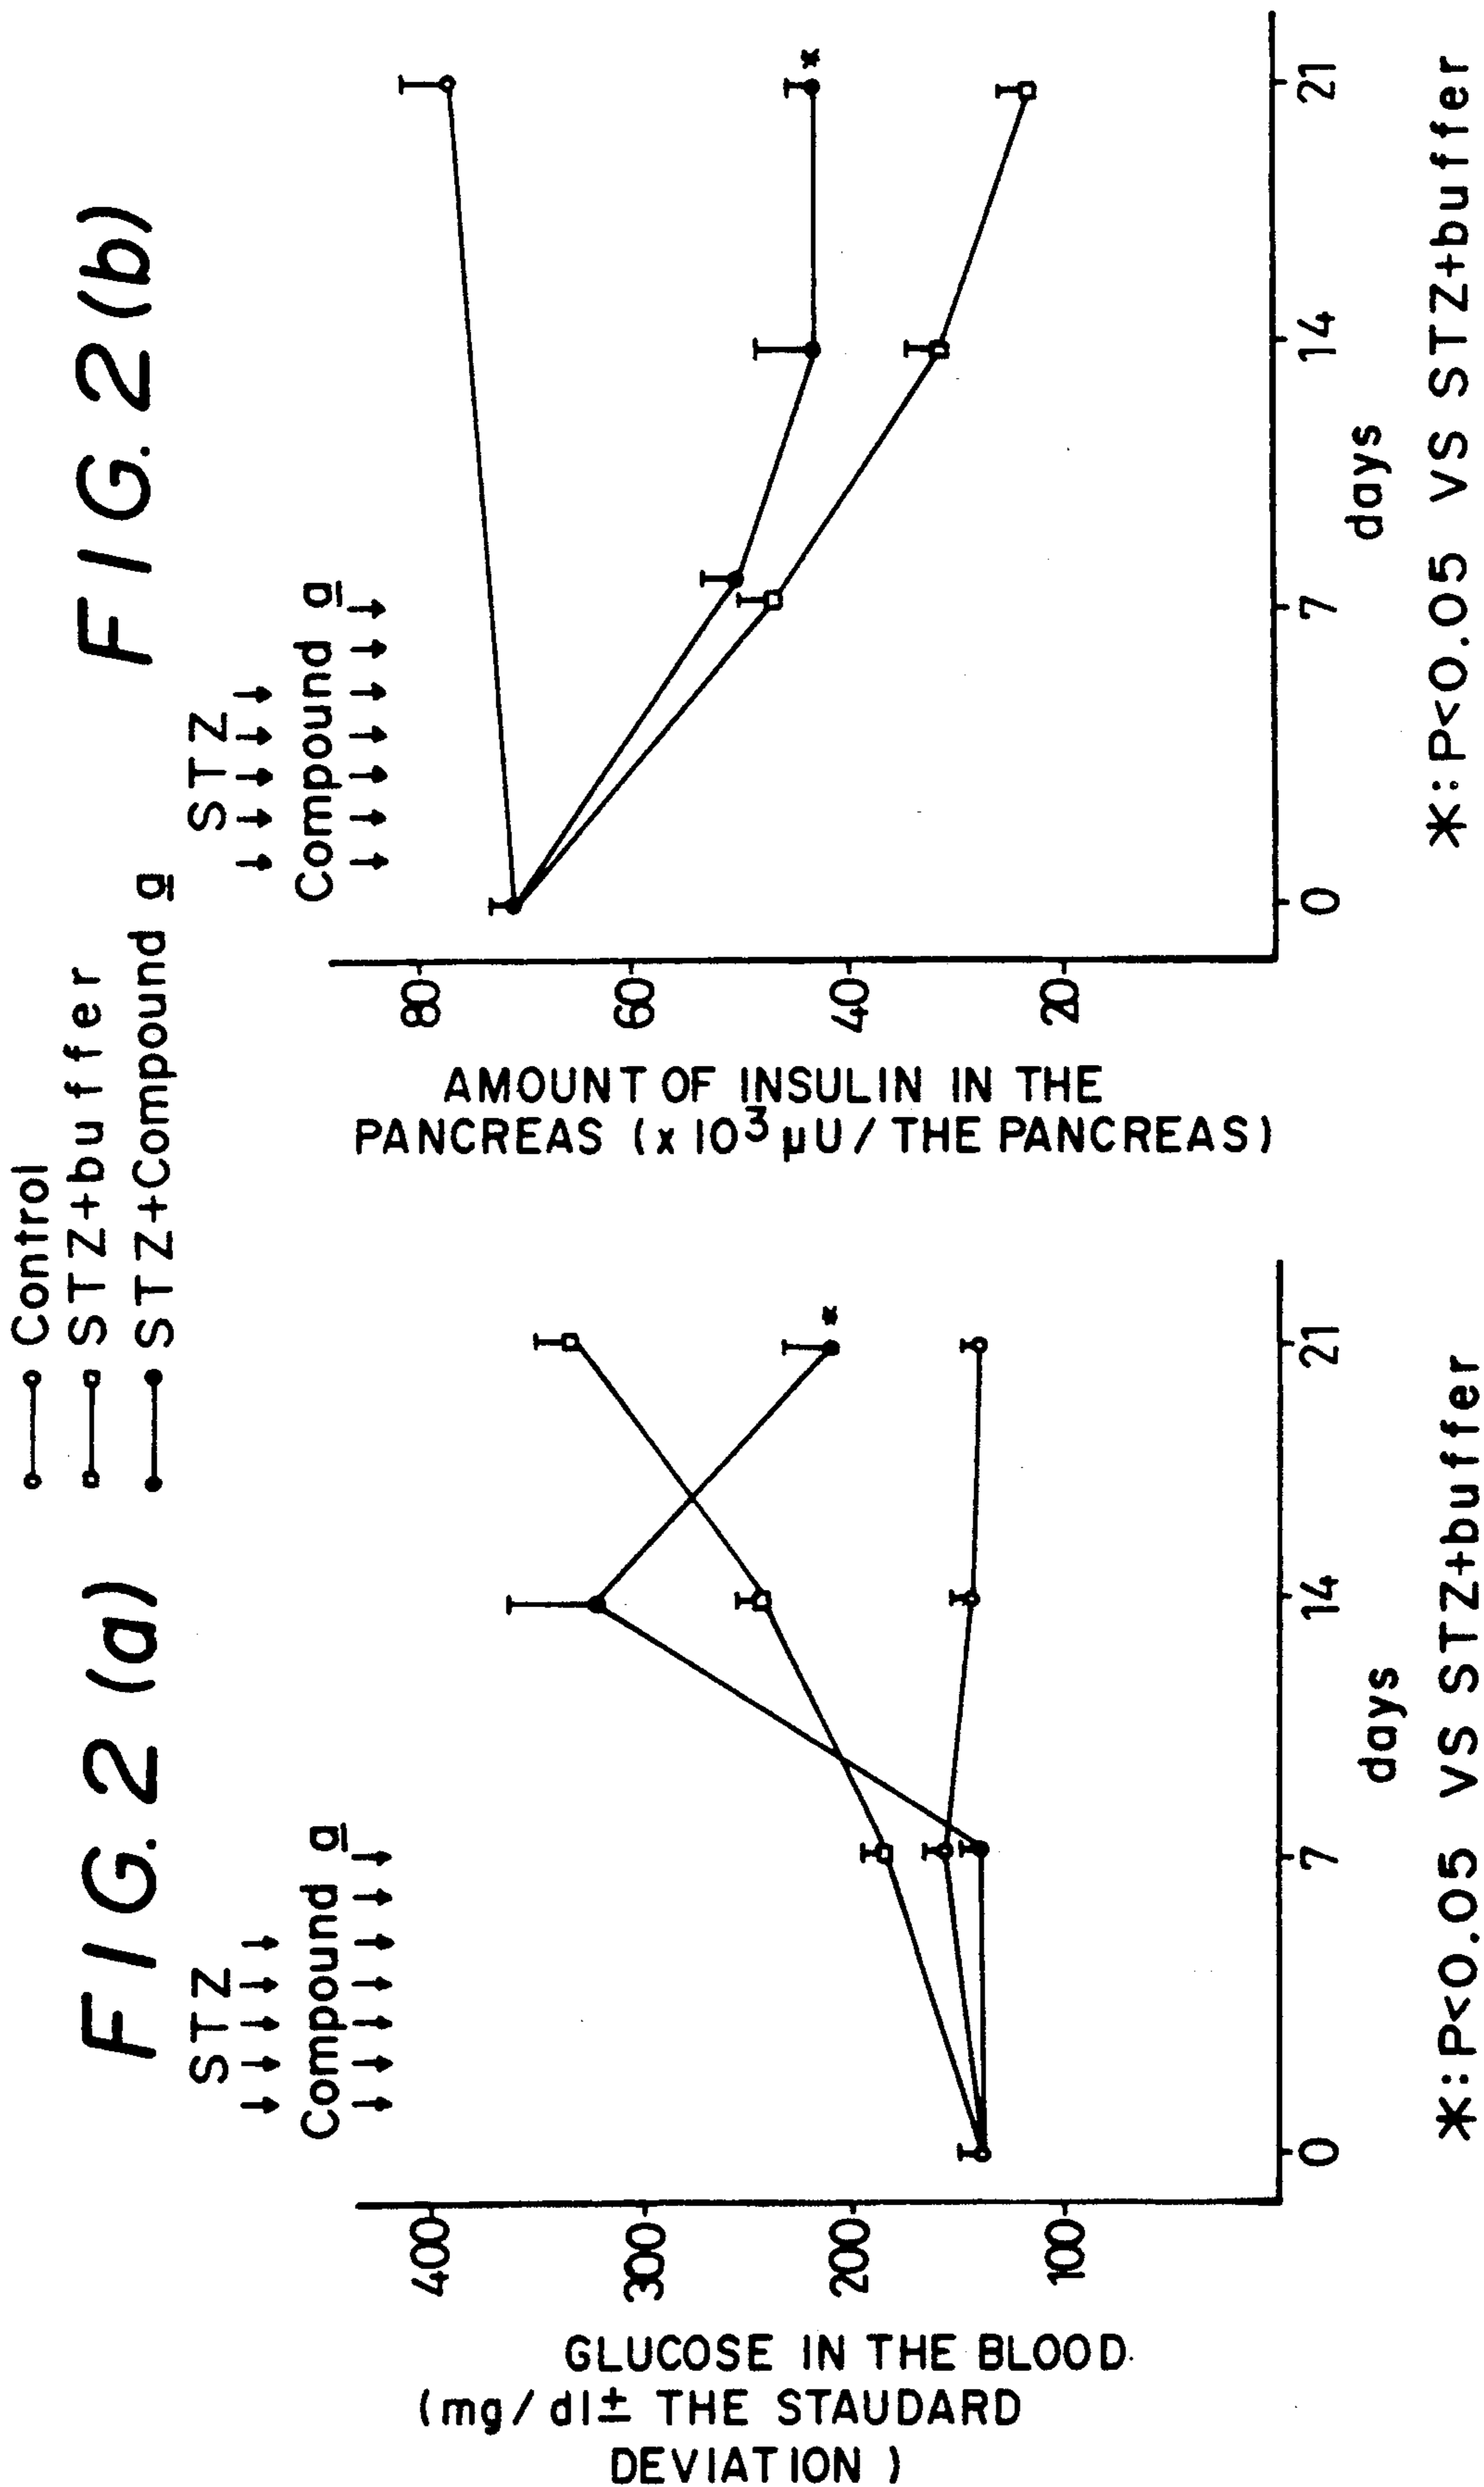 Control
STZ+buffer
STZ+Compound a
FIG. 2 (a)
STZ
Compound a
400
300
200
100
GLUCOSE IN THE BLOOD
(mg/dl± THE STAUDARD
DEVIATION )
*
0
7
14
21
days
*:P<0.05 VS STZ+buffer
FIG. 2 (b)
STZ
Compound a
80
60
40
20
AMOUNT OF INSULIN IN THE
PANCREAS (x 10³ µU / THE PANCREAS)
*
0
7
14
21
days
*:P<0.05 VS STZ+buffer